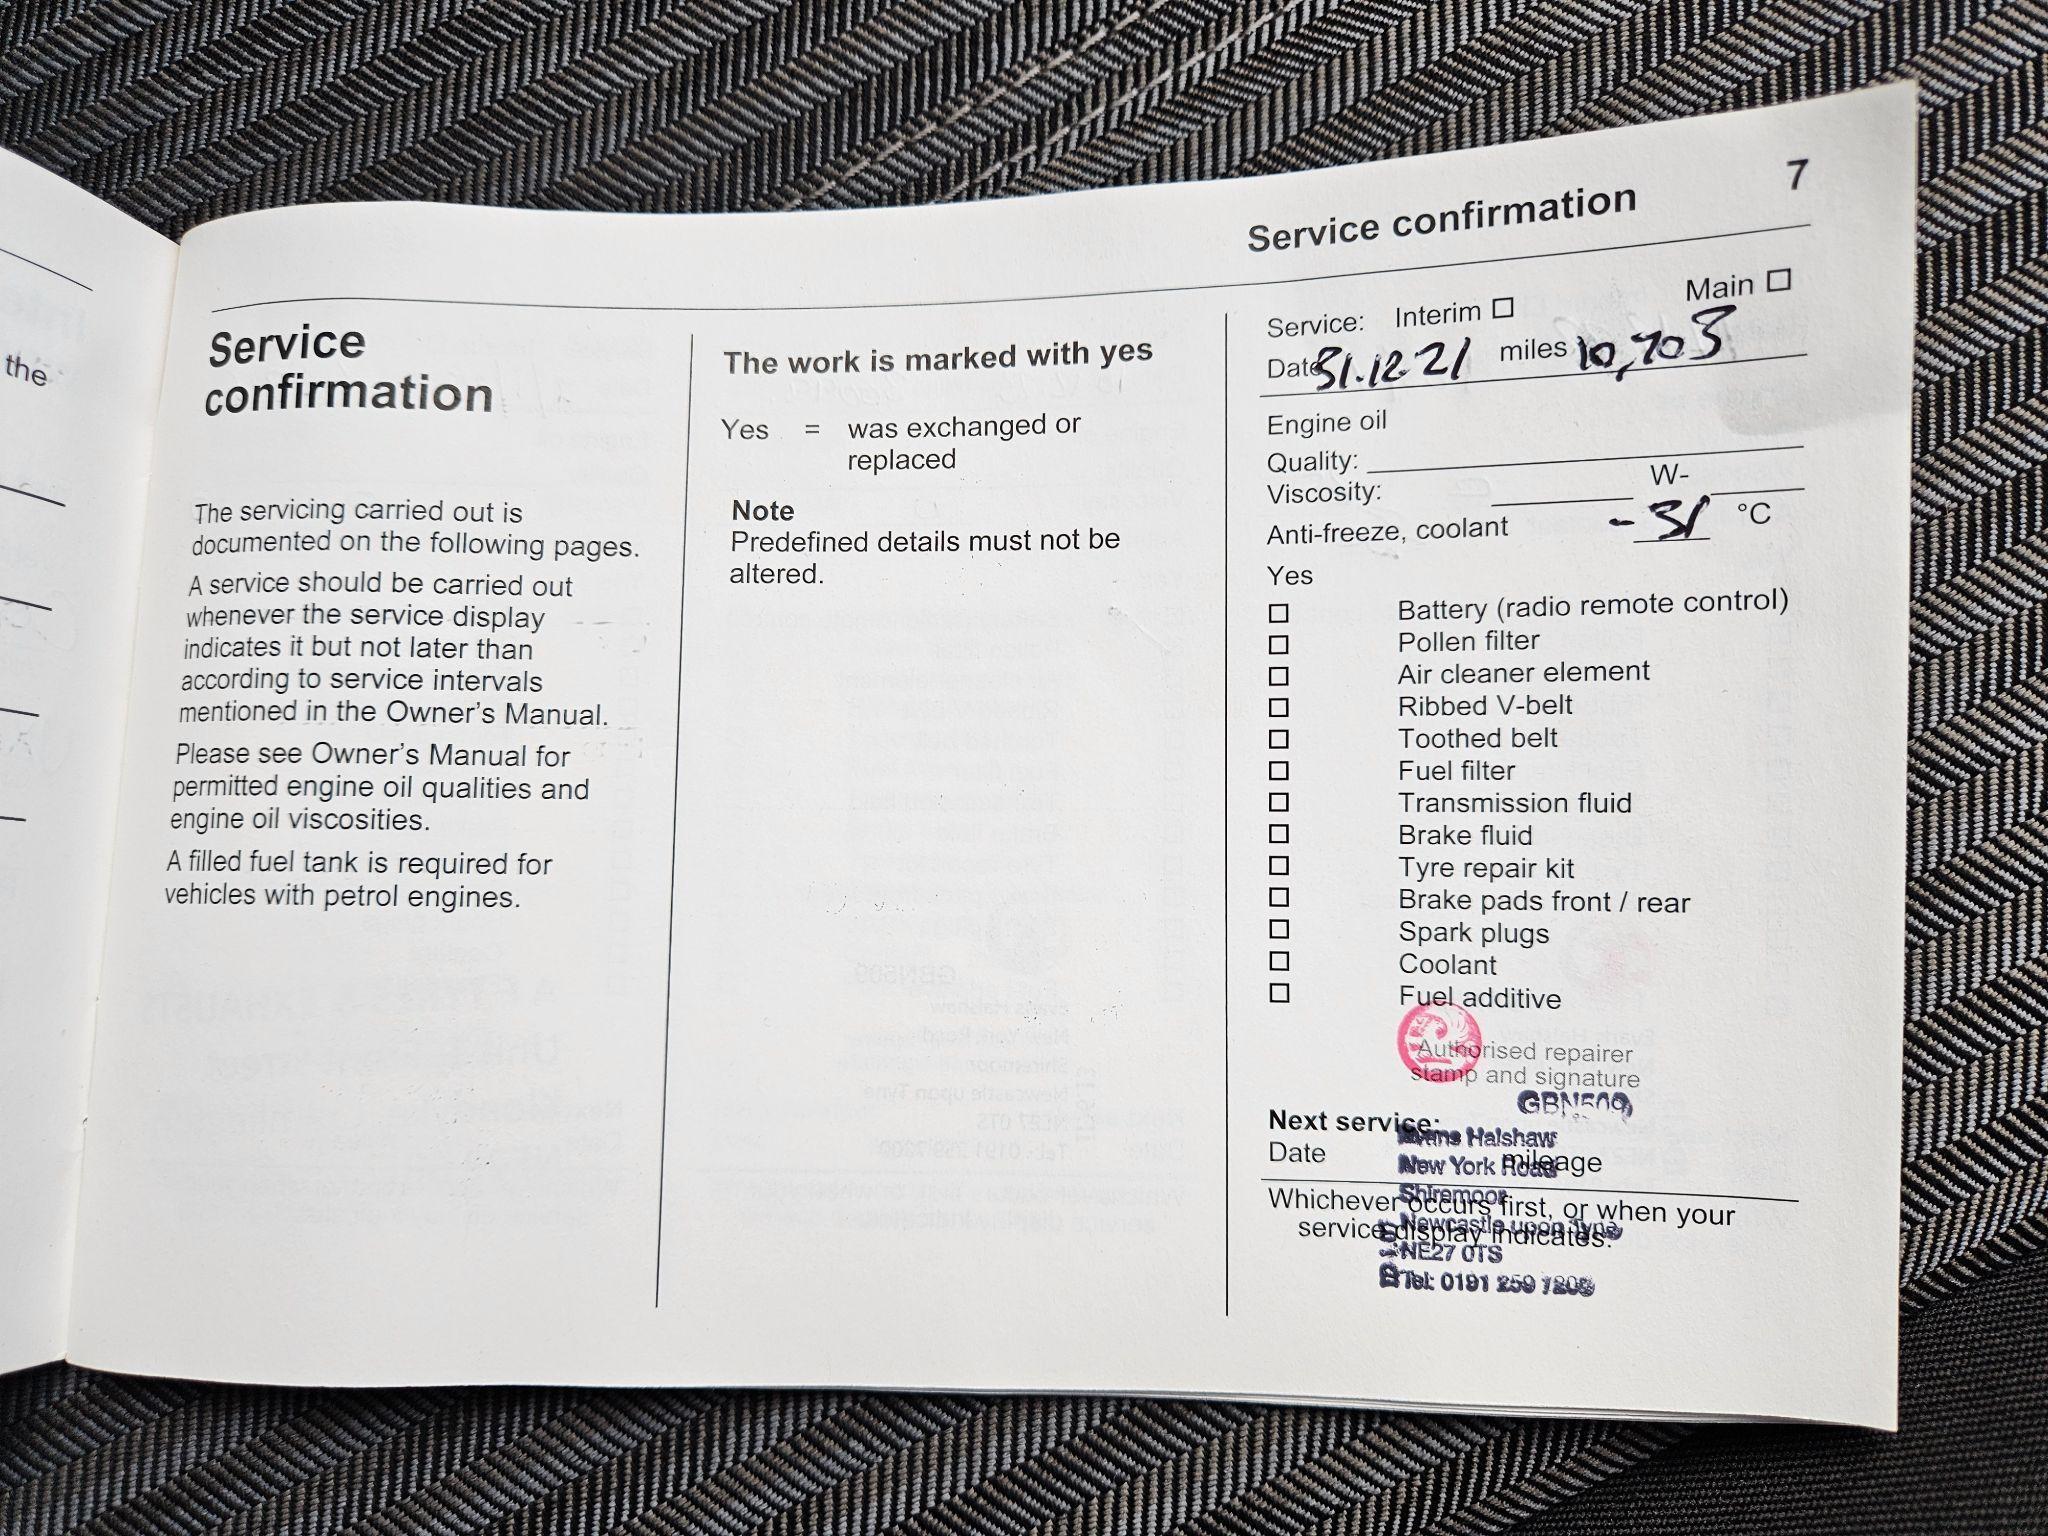 the
Service confirmation 7
Service
confirmation
The servicing carried out is
documented on the following pages.
A service should be carried out
whenever the service display
indicates it but not later than
according to service intervals
mentioned in the Owner's Manual.
Please see Owner's Manual for
permitted engine oil qualities and
engine oil viscosities.
A filled fuel tank is required for
vehicles with petrol engines.
The work is marked with yes
Yes = was exchanged or
replaced
Note
Predefined details must not be
altered.
Service: Interim Main
Date 31.12.21 miles 10,703
Engine oil
Quality:
Viscosity: W-
Anti-freeze, coolant -31 °C
Yes
Battery (radio remote control)
Pollen filter
Air cleaner element
Ribbed V-belt
Toothed belt
Fuel filter
Transmission fluid
Brake fluid
Tyre repair kit
Brake pads front / rear
Spark plugs
Coolant
Fuel additive
Authorised repairer
stamp and signature
GBN509
Next service:
Evans Halshaw
Date mileage
New York Road
Shiremoor
Whichever occurs first, or when your
Newcastle upon Tyne
service display indicates.
NE27 0TS
Tel: 0191 259